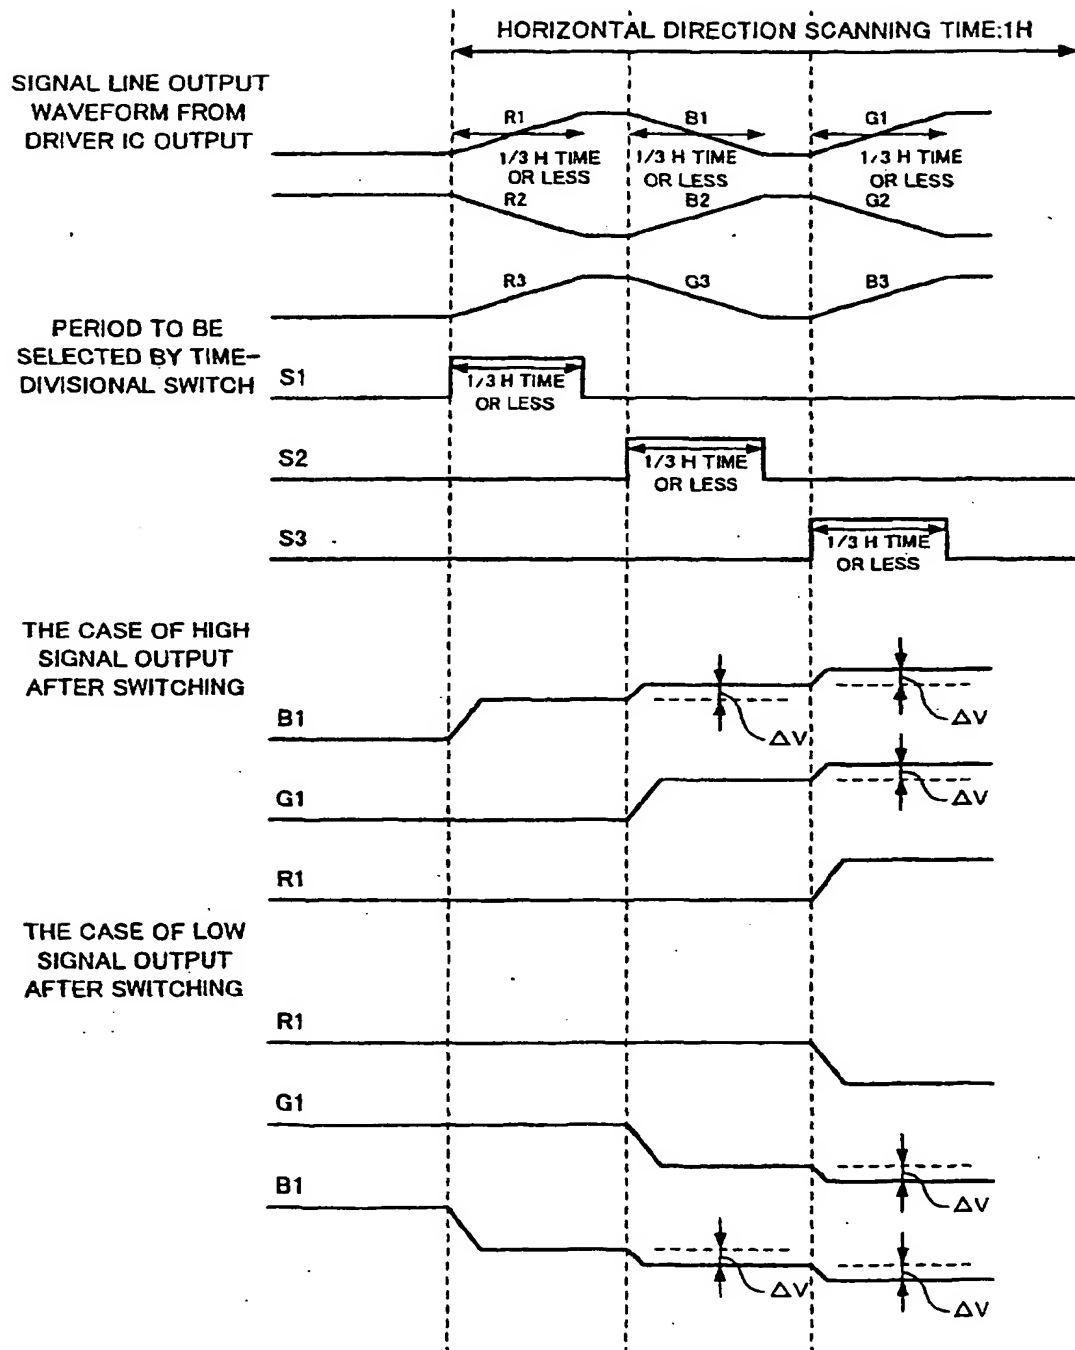 HORIZONTAL DIRECTION SCANNING TIME:1H
SIGNAL LINE OUTPUT
WAVEFORM FROM
DRIVER IC OUTPUT
R1
B1
G1
1/3 H TIME
OR LESS
1/3 H TIME
OR LESS
1/3 H TIME
OR LESS
R2
B2
G2
R3
G3
B3
PERIOD TO BE
SELECTED BY TIME-
DIVISIONAL SWITCH
S1
1/3 H TIME
OR LESS
S2
1/3 H TIME
OR LESS
S3
1/3 H TIME
OR LESS
THE CASE OF HIGH
SIGNAL OUTPUT
AFTER SWITCHING
B1
ΔV
ΔV
G1
ΔV
R1
THE CASE OF LOW
SIGNAL OUTPUT
AFTER SWITCHING
R1
G1
ΔV
B1
ΔV
ΔV